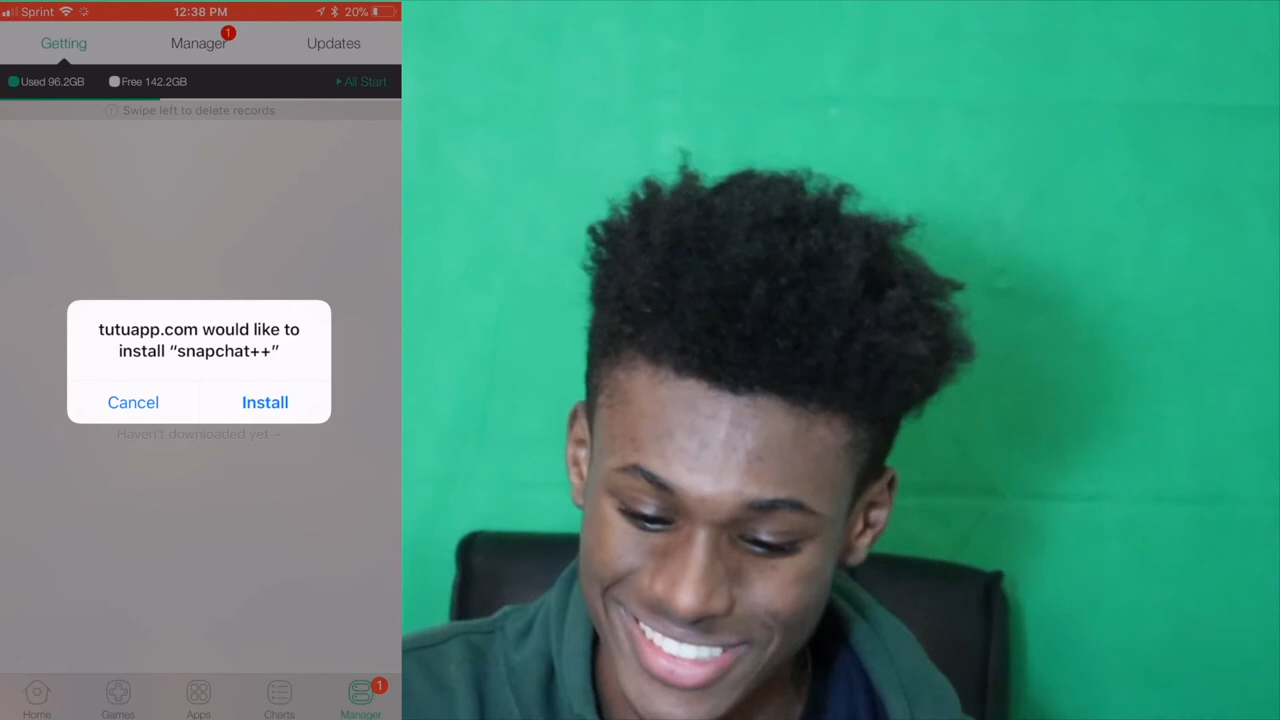 Sprint 12:38 PM 20%
Getting Manager 1 Updates
Used 96.2GB Free 142.2GB All Start
Swipe left to delete records
tutuapp.com would like to
install “snapchat++”
Cancel Install
Haven't downloaded yet ~
Home Games Apps Charts Manager 1